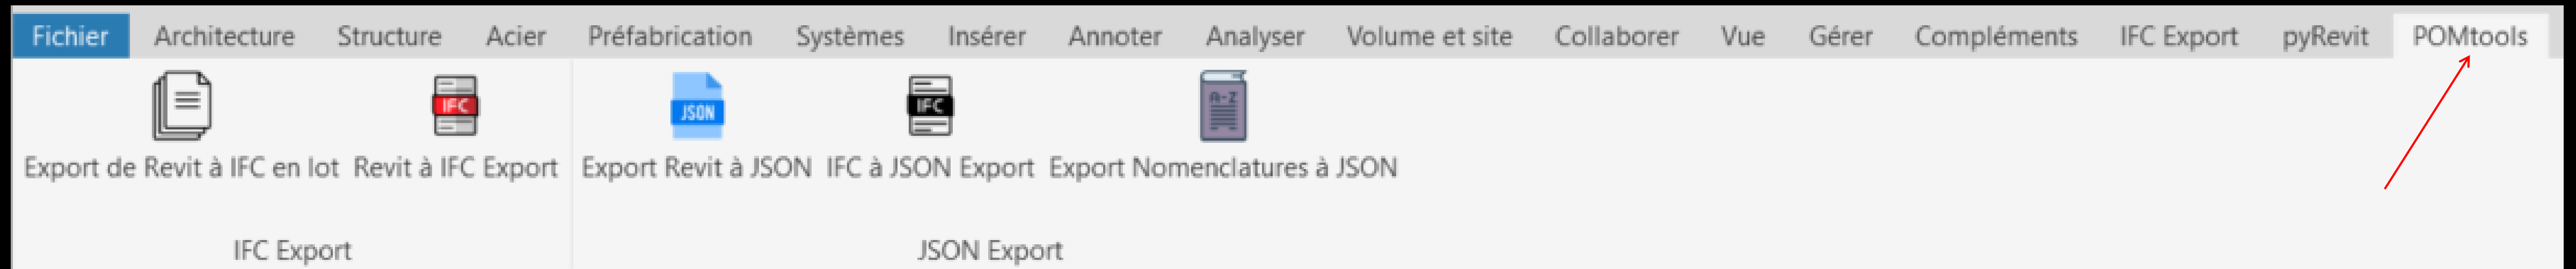 Fichier Architecture Structure Acier Préfabrication Systèmes Insérer Annoter Analyser Volume et site Collaborer Vue Gérer Compléments IFC Export pyRevit POMtools
IFC JSON IFC A-Z
Export de Revit à IFC en lot Revit à IFC Export Export Revit à JSON IFC à JSON Export Export Nomenclatures à JSON
IFC Export JSON Export